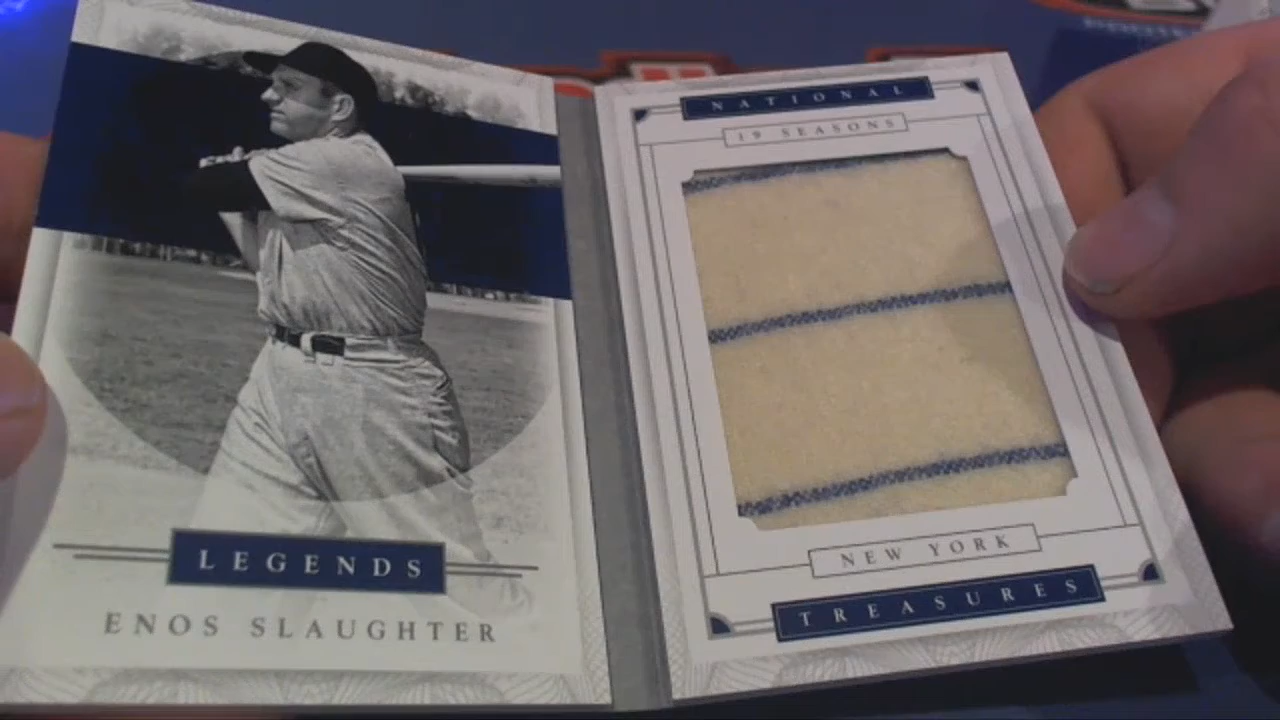 LEGENDS
ENOS SLAUGHTER
NATIONAL
19 SEASONS
NEW YORK
TREASURES